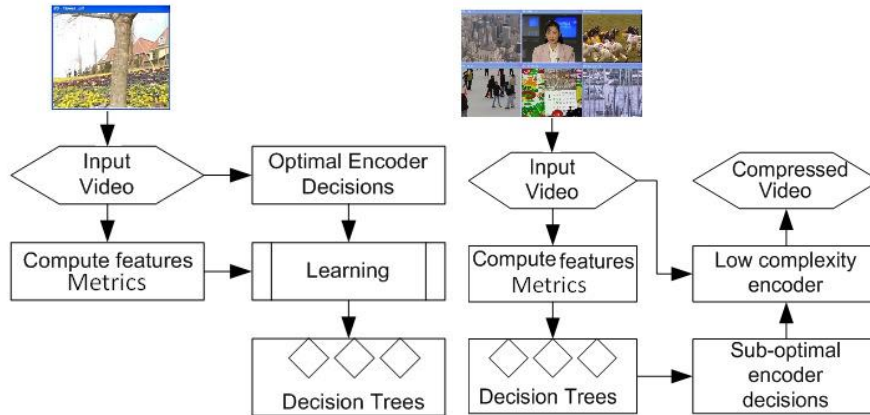 Input
Video
Optimal Encoder
Decisions
Compute features
Metrics
Learning
Decision Trees
Input
Video
Compressed
Video
Compute features
Metrics
Low complexity
encoder
Decision Trees
Sub-optimal
encoder
decisions